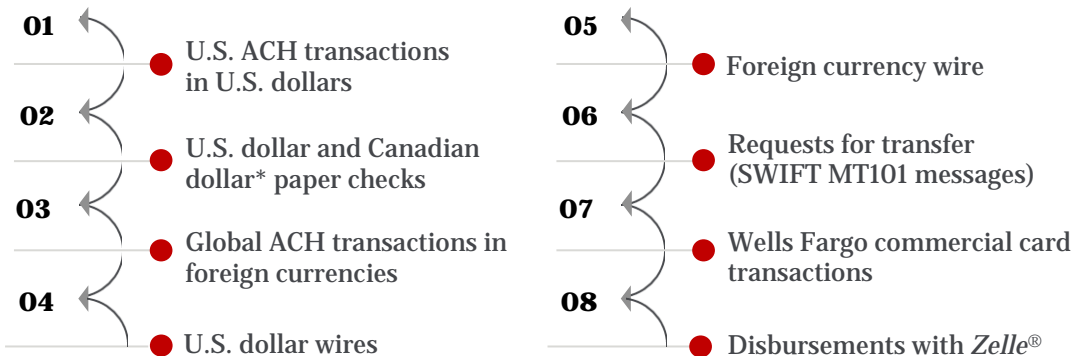 01
U.S. ACH transactions
in U.S. dollars
02
U.S. dollar and Canadian
dollar* paper checks
03
Global ACH transactions in
foreign currencies
04
U.S. dollar wires
05
Foreign currency wire
06
Requests for transfer
(SWIFT MT101 messages)
07
Wells Fargo commercial card
transactions
08
Disbursements with Zelle®